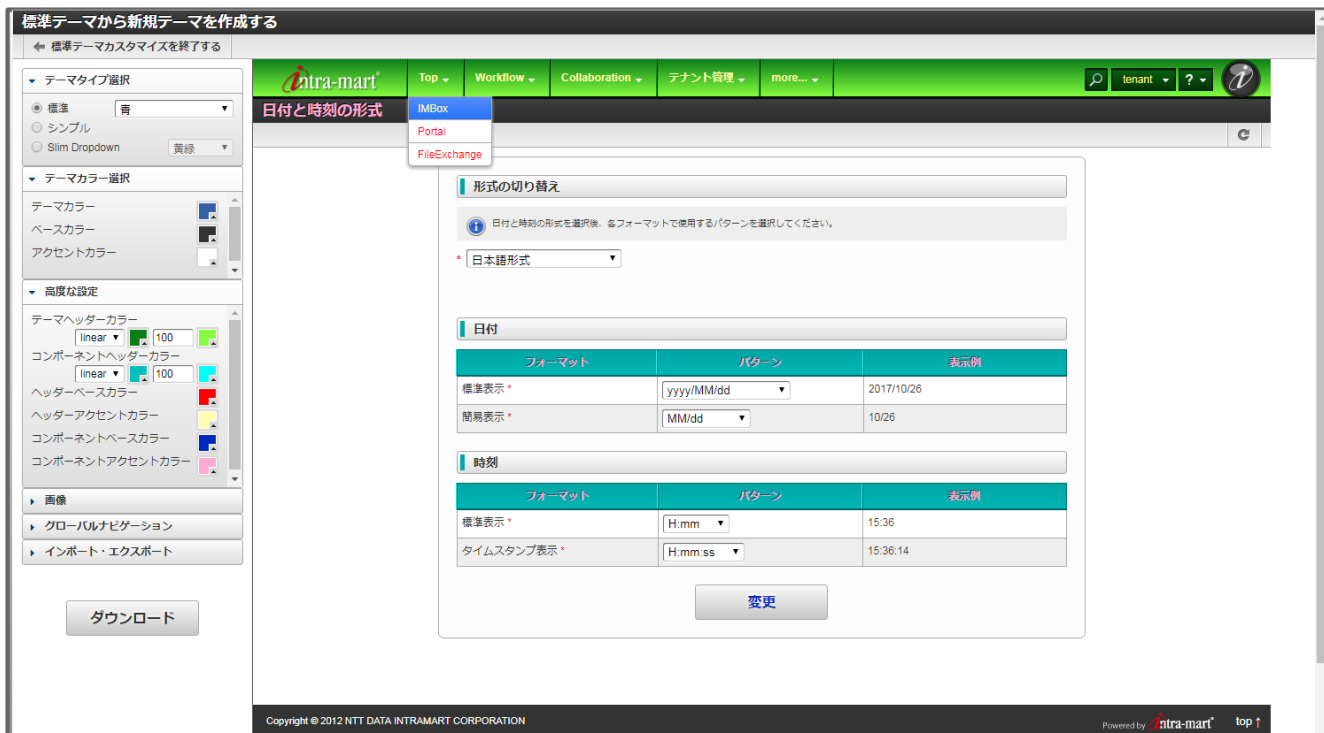 標準テーマから新規テーマを作成する
標準テーマカスタマイズを終了する
テーマタイプ選択
標準 青
シンプル
Slim Dropdown 黄緑
テーマカラー選択
テーマカラー
ベースカラー
アクセントカラー
高度な設定
テーマヘッダーカラー
linear 100
コンポーネントヘッダーカラー
linear 100
ヘッダーベースカラー
ヘッダーアクセントカラー
コンポーネントベースカラー
コンポーネントアクセントカラー
画像
グローバルナビゲーション
インポート・エクスポート
ダウンロード
intra-mart Top Workflow Collaboration テナント管理 more... tenant ?
日付と時刻の形式
IMBox
Portal
FileExchange
形式の切り替え
日付と時刻の形式を選択後、各フォーマットで使用するパターンを選択してください。
* 日本語形式
日付
フォーマット パターン 表示例
標準表示 * yyyy/MM/dd 2017/10/26
簡易表示 * MM/dd 10/26
時刻
フォーマット パターン 表示例
標準表示 * H:mm 15:36
タイムスタンプ表示 * H:mm:ss 15:36:14
変更
Copyright © 2012 NTT DATA INTRAMART CORPORATION
Powered by intra-mart top ↑